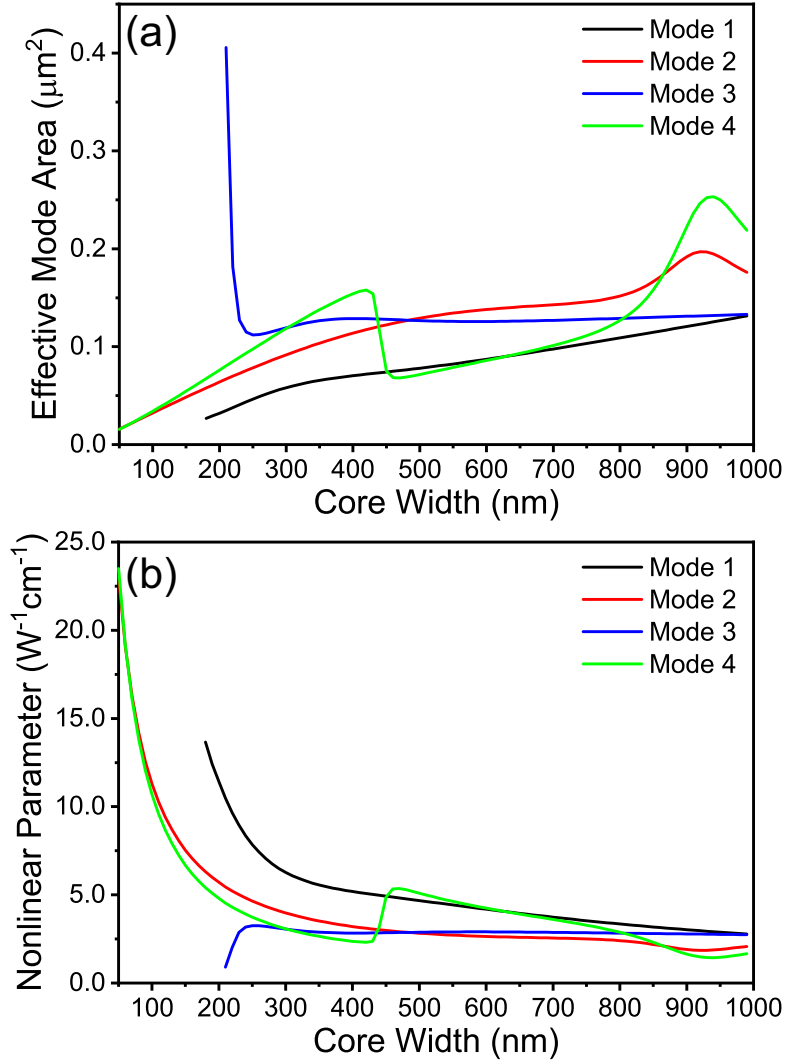 (a)
Mode 1
Mode 2
Mode 3
Mode 4
Effective Mode Area (μm²)
0.4
0.3
0.2
0.1
0.0
100 200 300 400 500 600 700 800 900 1000
Core Width (nm)
(b)
Mode 1
Mode 2
Mode 3
Mode 4
Nonlinear Parameter (W⁻¹cm⁻¹)
25.0
20.0
15.0
10.0
5.0
0.0
100 200 300 400 500 600 700 800 900 1000
Core Width (nm)